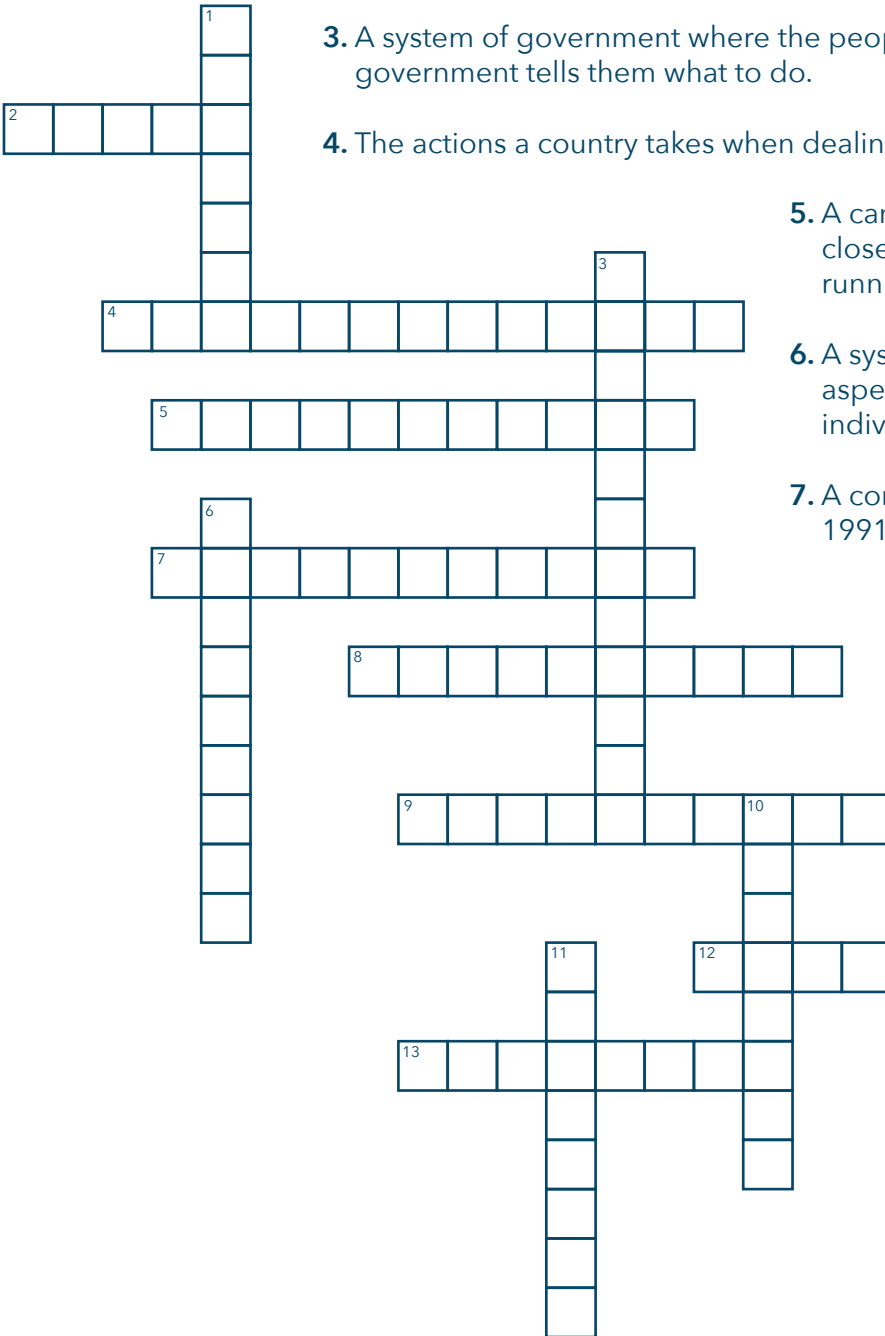 1
3. A system of government where the peop
government tells them what to do.
2
4. The actions a country takes when dealin
5. A ca
close
3
runn
4
6. A sys
aspe
5
indiv
7. A co
6
1991
7
8
9 10
11 12
13